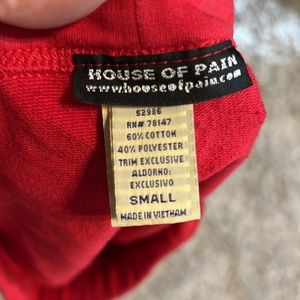 HOUSE OF PAIN
www.houseofpain.com
52986
RN# 78147
60% COTTON
40% POLYESTER
TRIM EXCLUSIVE
ALDORNO:
EXCLUSIVO
SMALL
MADE IN VIETNAM